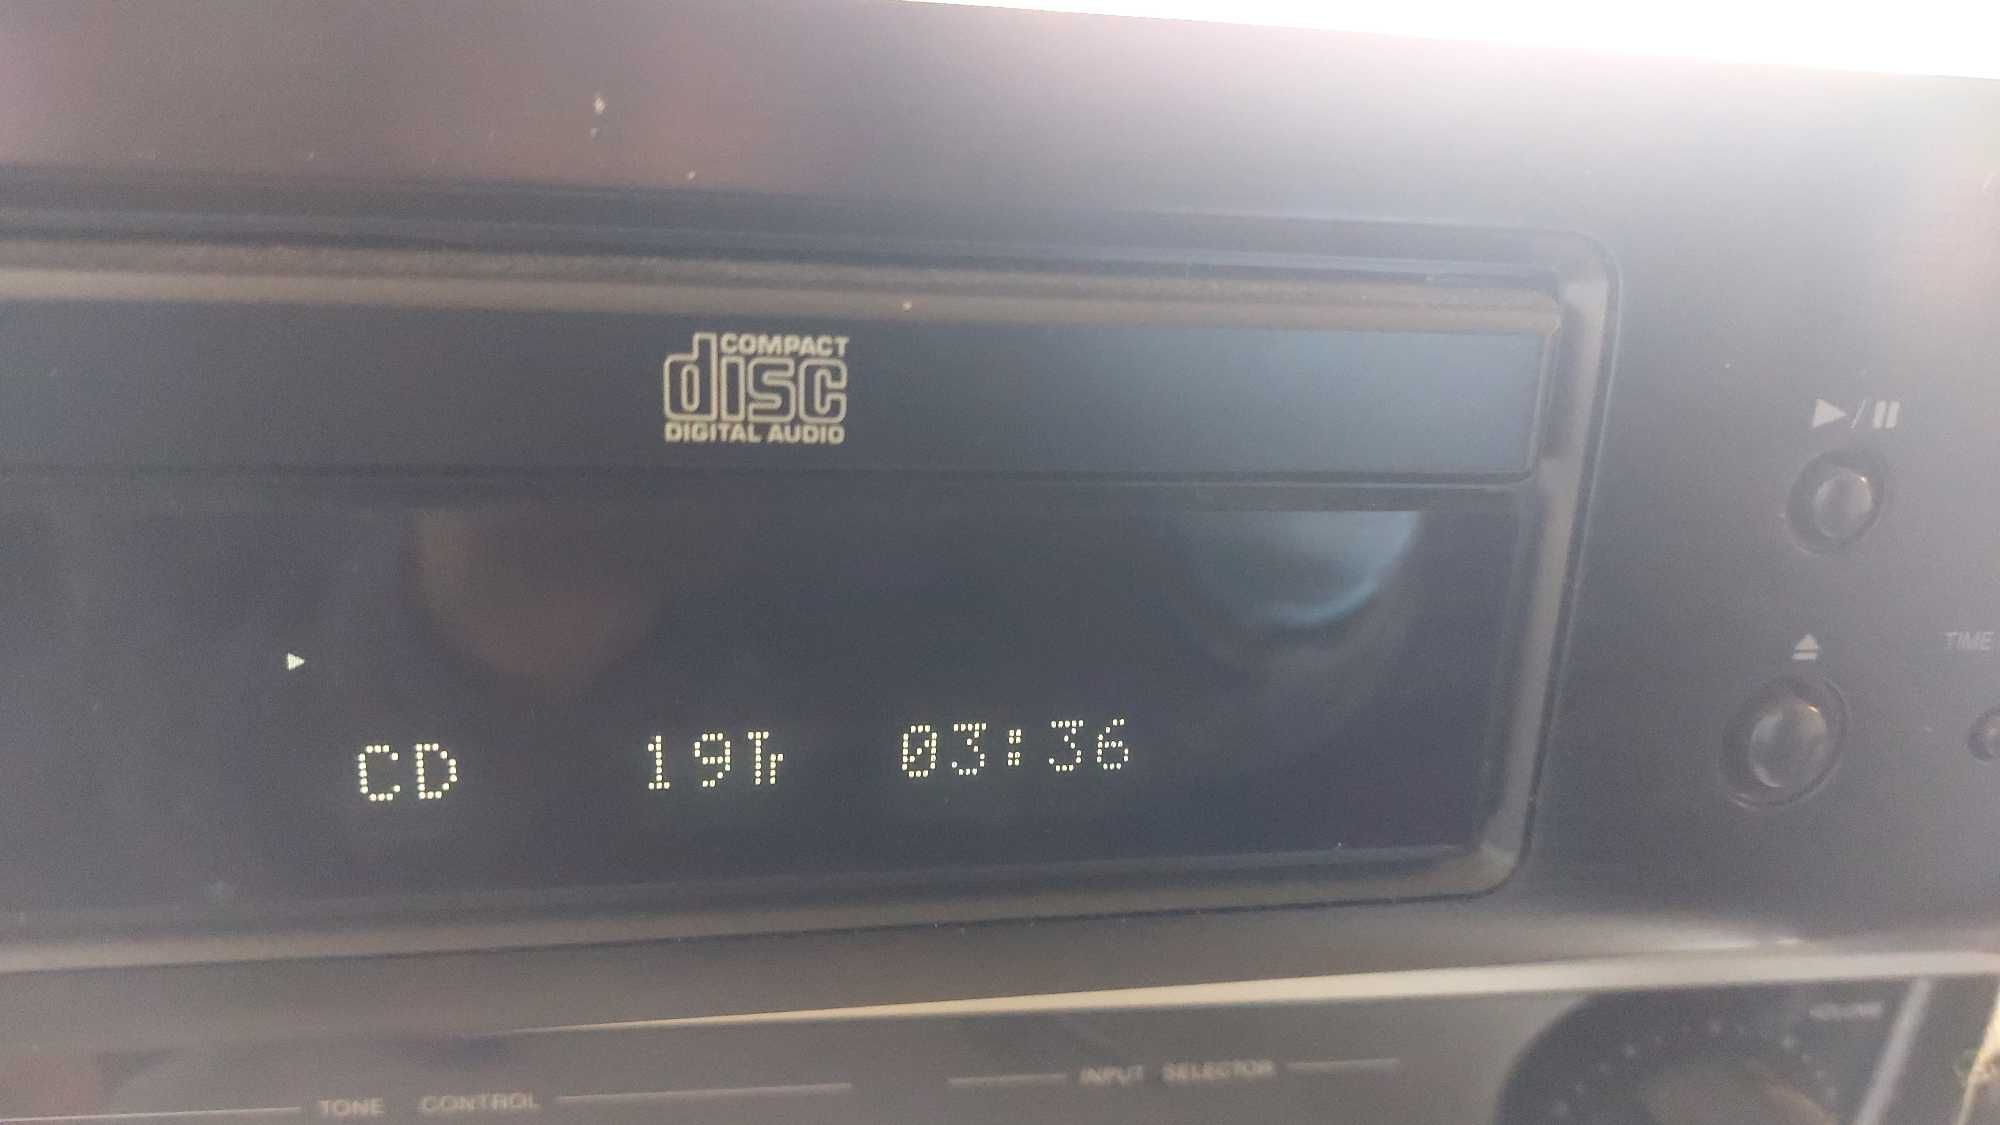 COMPACT
disc
DIGITAL AUDIO
TIME
CD 19Tr 03:36
TONE CONTROL
INPUT SELECTOR